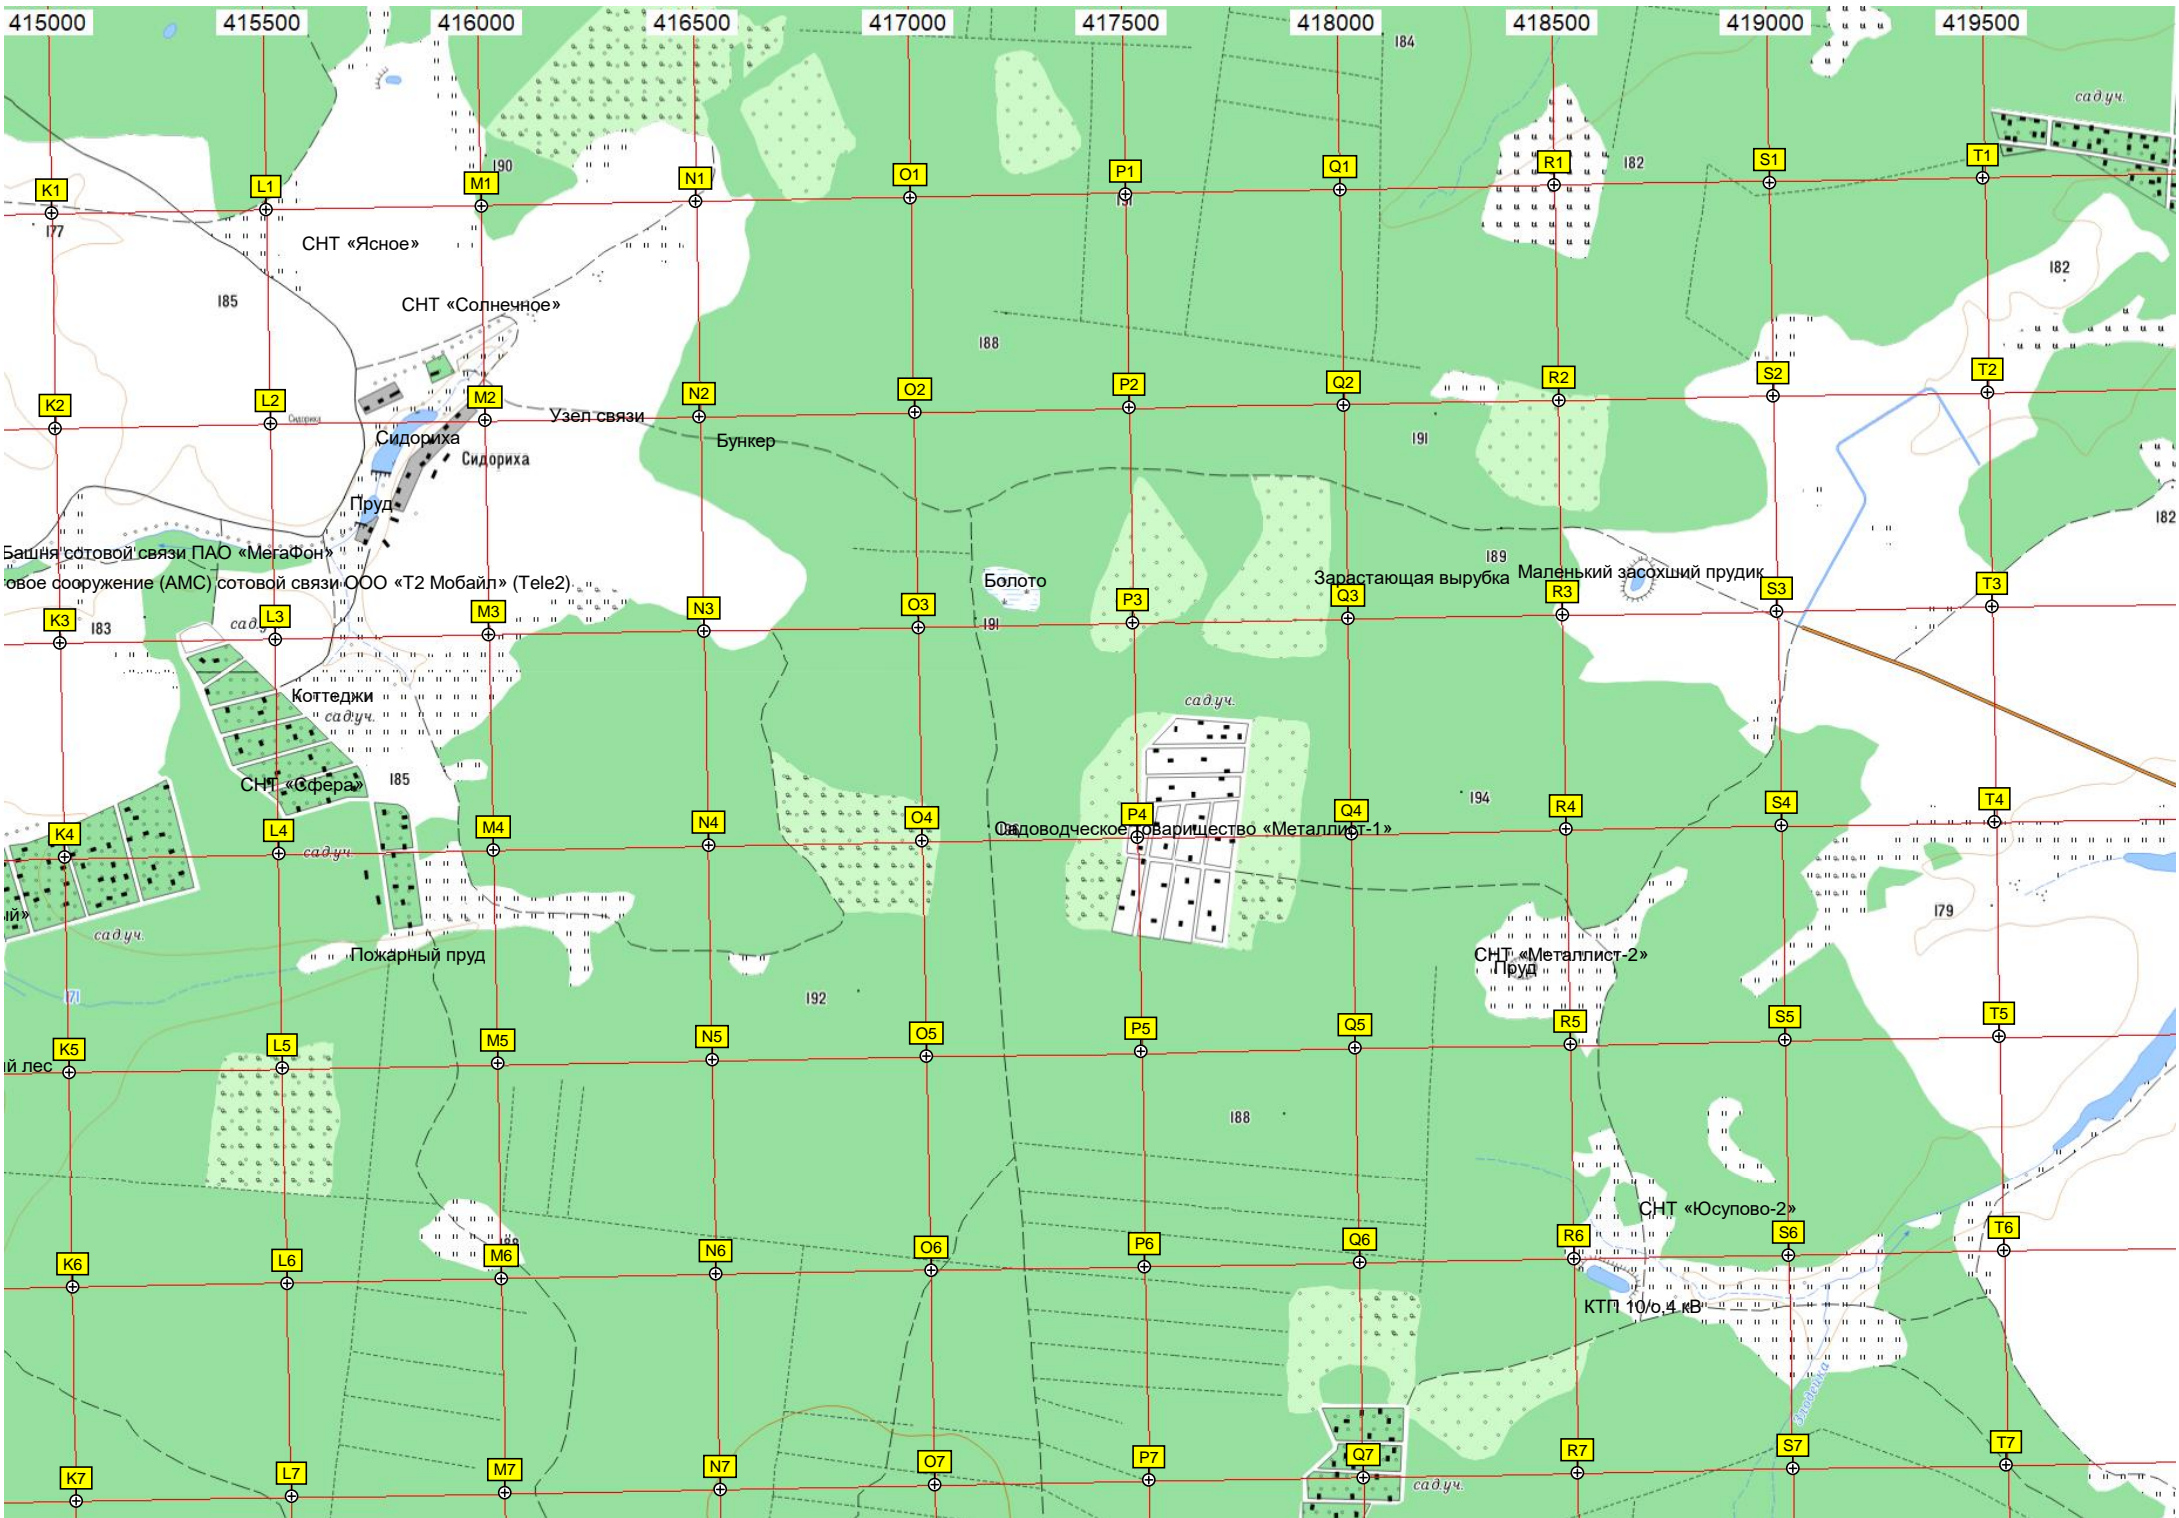 415000 415500 416000 416500 417000 417500 418000 418500 419000 419500
184
сад.уч.
190 182
K1 L1 M1 N1 O1 P1 Q1 R1 S1 T1
191
177
СНТ «Ясное»
182
185
СНТ «Солнечное»
188
K2 L2 M2 N2 O2 P2 Q2 R2 S2 T2
Сидориха
Узел связи
Сидориха
Бункер
191
Сидориха
Пруд
182
Башня сотовой связи ПАО «МегаФон»
189
овое сооружение (АМС) сотовой связи ООО «Т2 Мобайл» (Tele2)
Болото
Зарастающая вырубка
Маленький засохший прудик
K3 L3 M3 N3 O3 P3 Q3 R3 S3 T3
183
191
Коттеджи
сад.уч.
сад.уч.
СНТ «Сфера»
185
194
K4 L4 M4 N4 O4 P4 Q4 R4 S4 T4
Садоводческое товарищество «Металлист-1»
сад.уч.
ый»
179
сад.уч.
Пожарный пруд
СНТ «Металлист-2»
Пруд
171
192
K5 L5 M5 N5 O5 P5 Q5 R5 S5 T5
й лес
188
СНТ «Юсупово-2»
188
K6 L6 M6 N6 O6 P6 Q6 R6 S6 T6
КТП 10/о,4 кВ
Злодейка
K7 L7 M7 N7 O7 P7 Q7 R7 S7 T7
сад.уч.